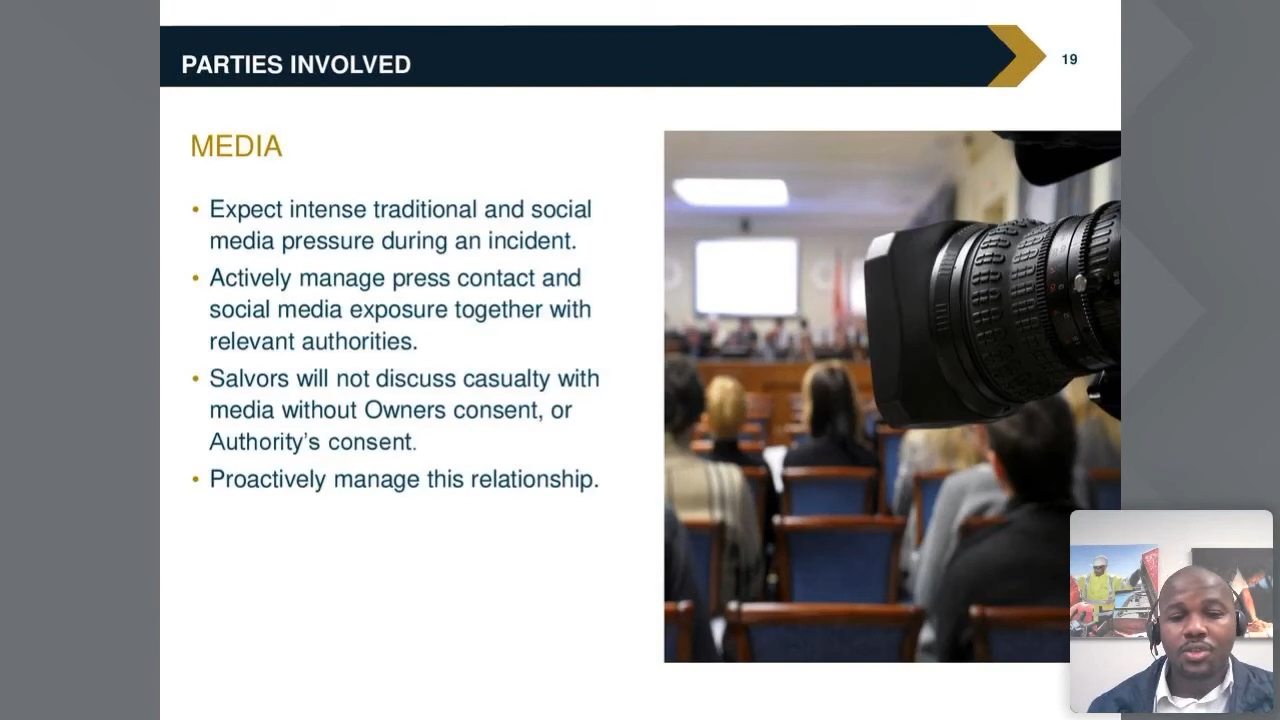 PARTIES INVOLVED
19
MEDIA
• Expect intense traditional and social
media pressure during an incident.
• Actively manage press contact and
social media exposure together with
relevant authorities.
• Salvors will not discuss casualty with
media without Owners consent, or
Authority's consent.
• Proactively manage this relationship.